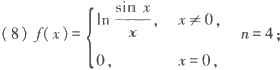 (8) f(x) = { ln (sin x / x), x≠0,
0, x=0, n=4;